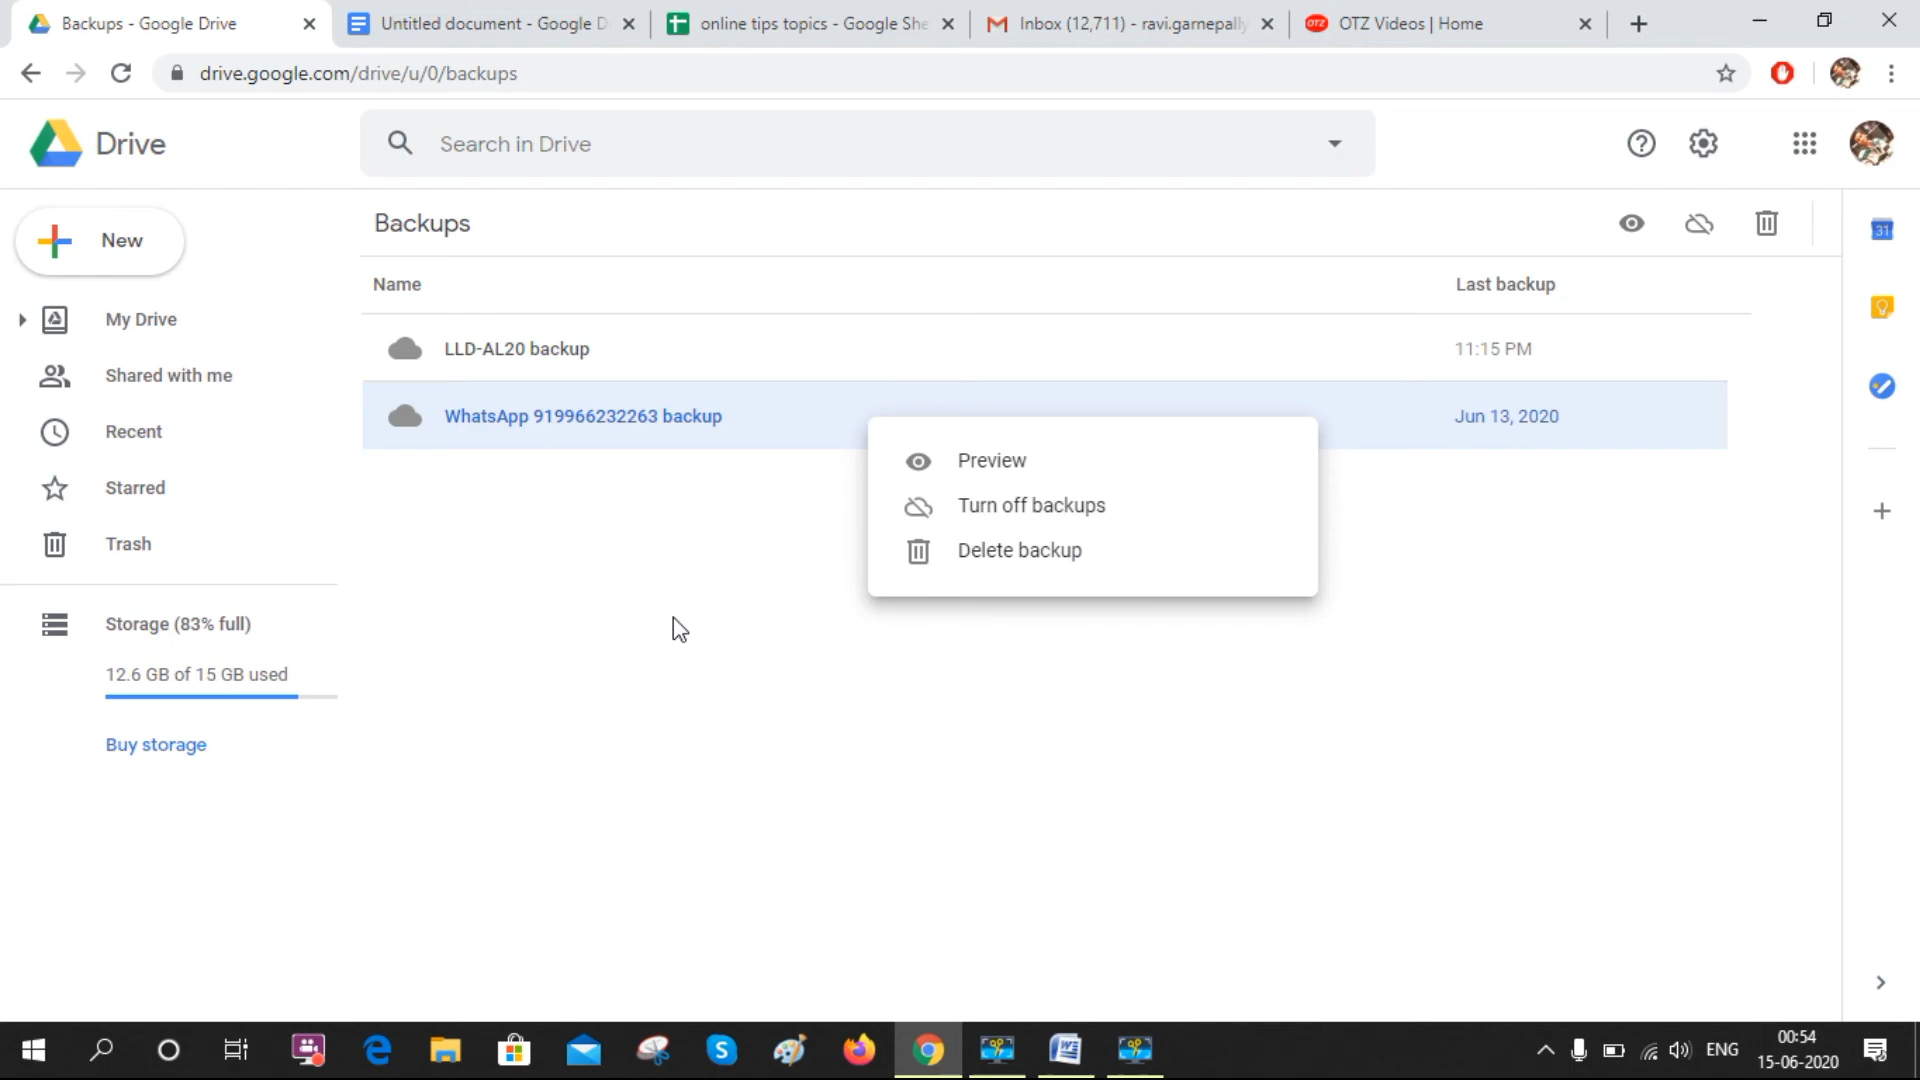 Backups - Google Drive
Untitled document - Google D
online tips topics - Google She
Inbox (12,711) - ravi.garnepally
OTZ
OTZ Videos | Home
drive.google.com/drive/u/0/backups
Drive
Search in Drive
New
Backups
Name
Last backup
31
My Drive
LLD-AL20 backup
11:15 PM
Shared with me
WhatsApp 919966232263 backup
Jun 13, 2020
Recent
Preview
Starred
Turn off backups
Trash
Delete backup
Storage (83% full)
12.6 GB of 15 GB used
Buy storage
ENG
00:54
15-06-2020